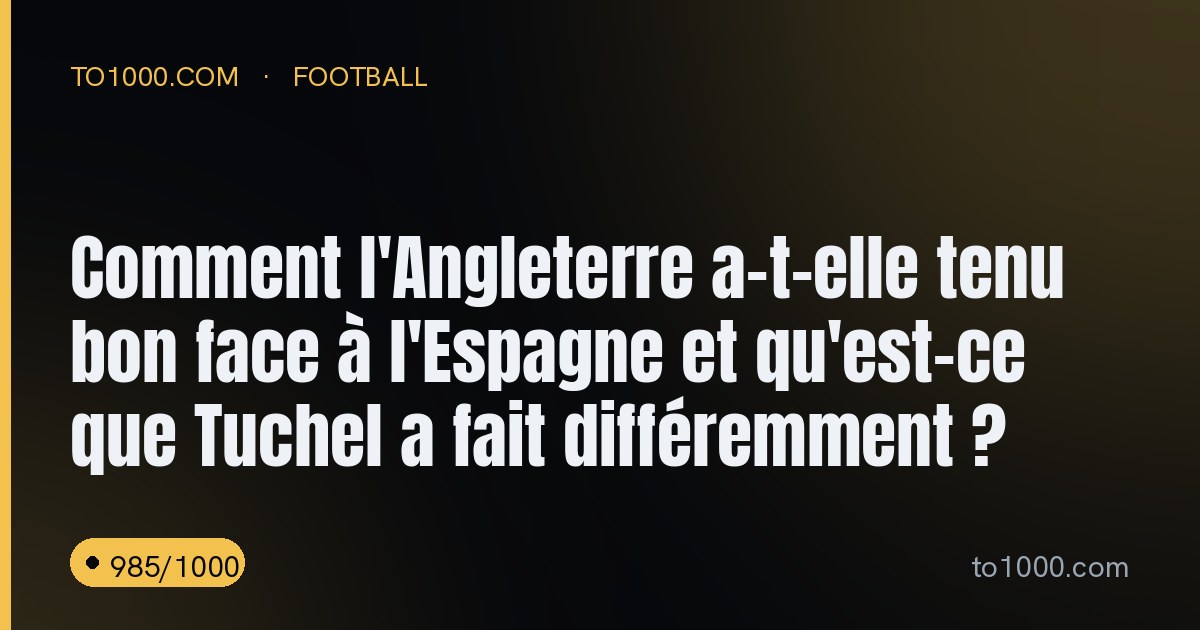 TO1000.COM · FOOTBALL
Comment l'Angleterre a-t-elle tenu
bon face à l'Espagne et qu'est-ce
que Tuchel a fait différemment ?
985/1000
to1000.com